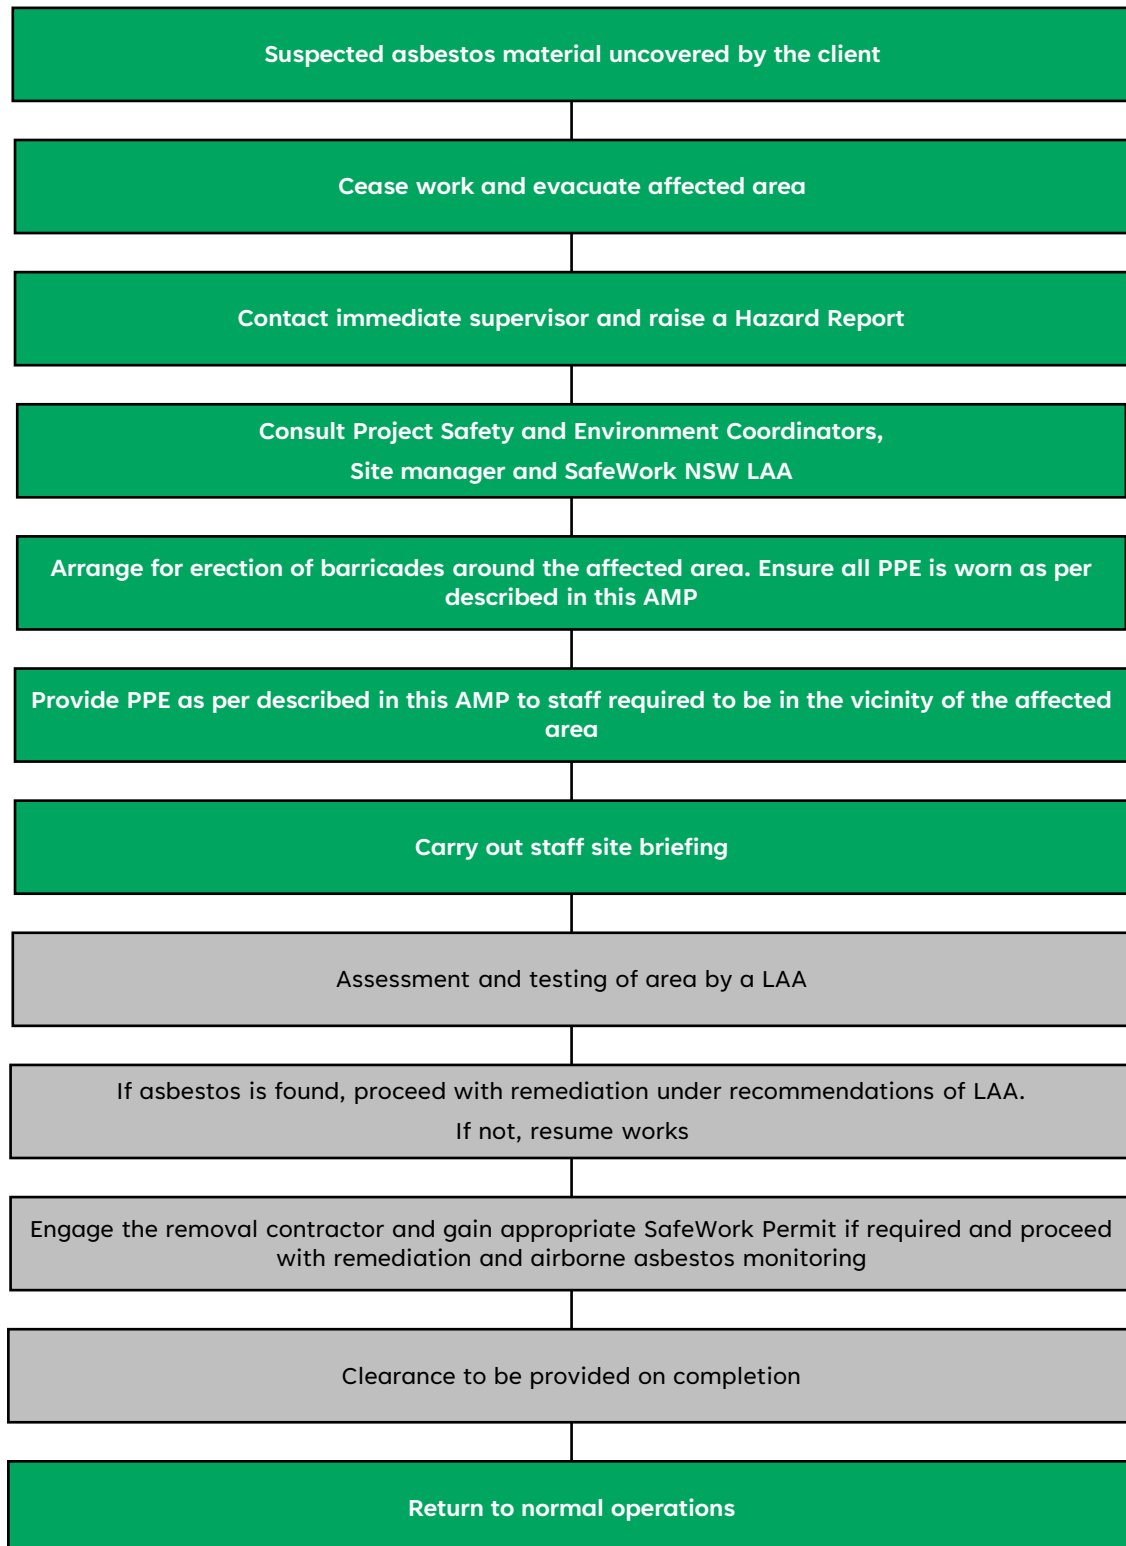 Suspected asbestos material uncovered by the client
Cease work and evacuate affected area
Contact immediate supervisor and raise a Hazard Report
Consult Project Safety and Environment Coordinators,
Site manager and SafeWork NSW LAA
Arrange for erection of barricades around the affected area. Ensure all PPE is worn as per
described in this AMP
Provide PPE as per described in this AMP to staff required to be in the vicinity of the affected
area
Carry out staff site briefing
Assessment and testing of area by a LAA
If asbestos is found, proceed with remediation under recommendations of LAA.
If not, resume works
Engage the removal contractor and gain appropriate SafeWork Permit if required and proceed
with remediation and airborne asbestos monitoring
Clearance to be provided on completion
Return to normal operations